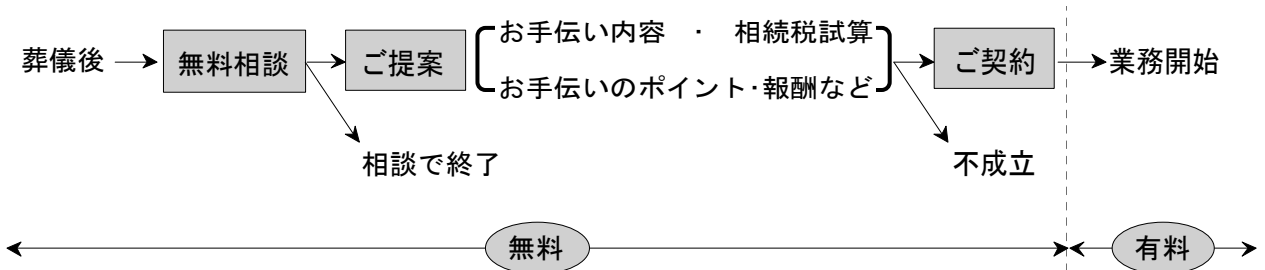 葬儀後 無料相談 ご提案 お手伝い内容 ・ 相続税試算 ご契約 業務開始
お手伝いのポイント・報酬など
相談で終了 不成立
無料 有料